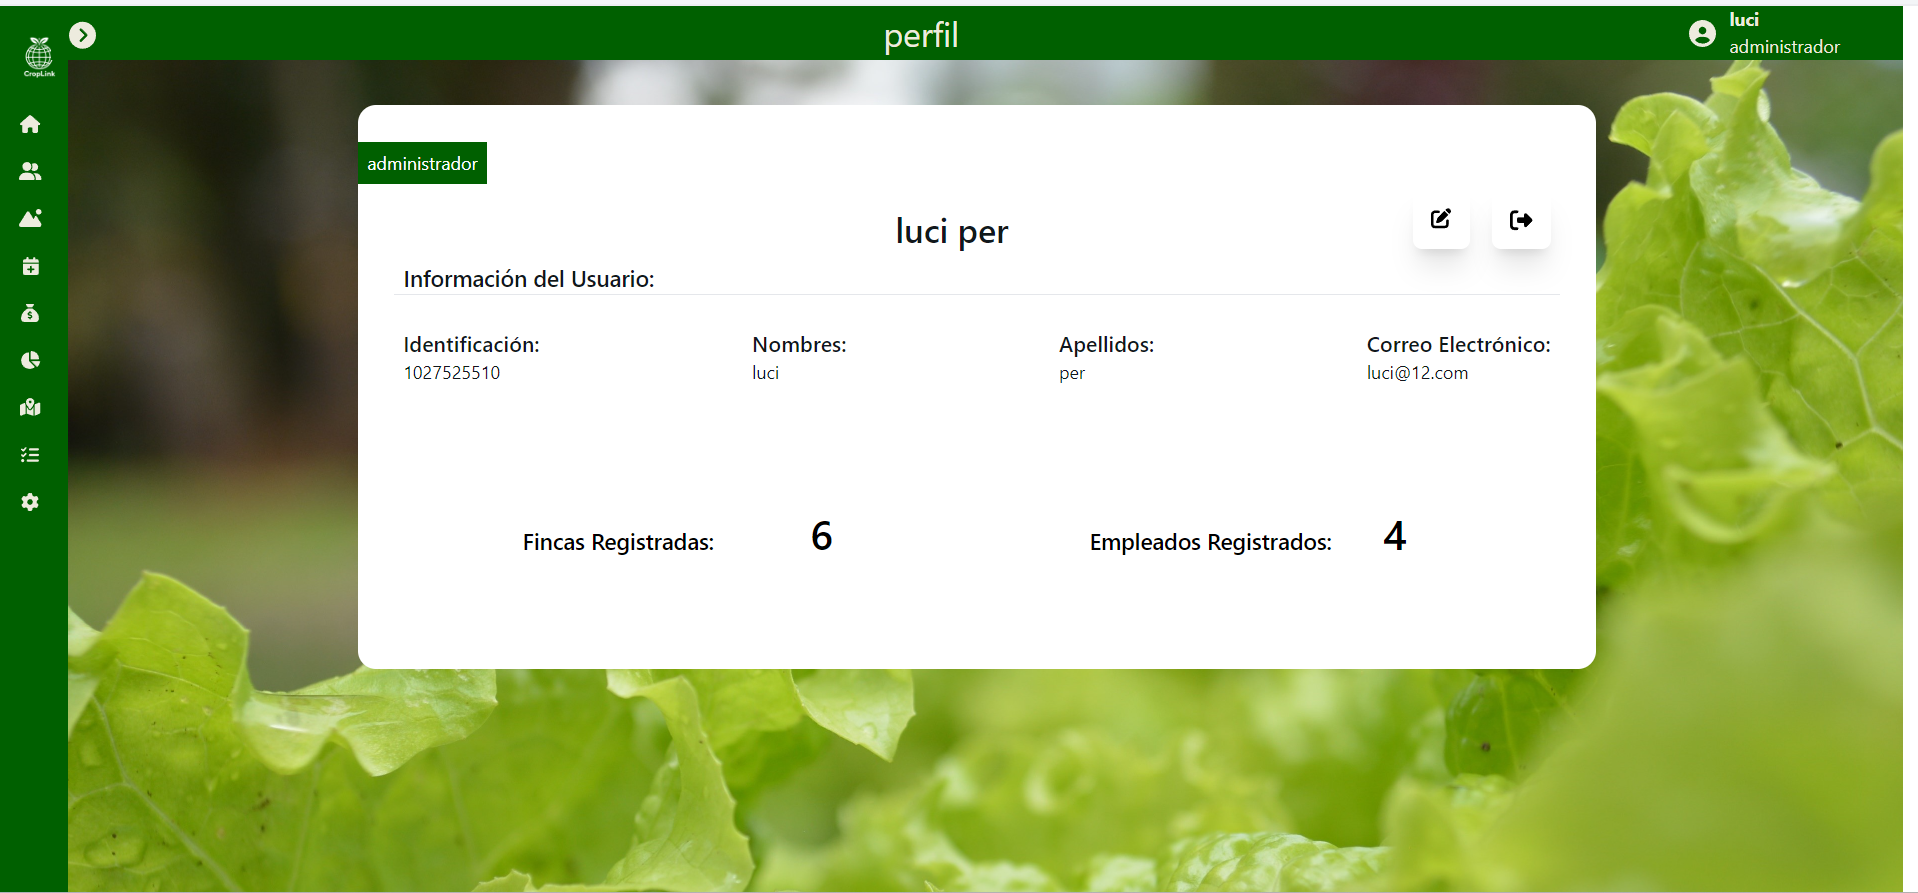 CropLink
perfil
luci
administrador
administrador
luci per
Información del Usuario:
Identificación:
1027525510
Nombres:
luci
Apellidos:
per
Correo Electrónico:
luci@12.com
Fincas Registradas:
6
Empleados Registrados:
4